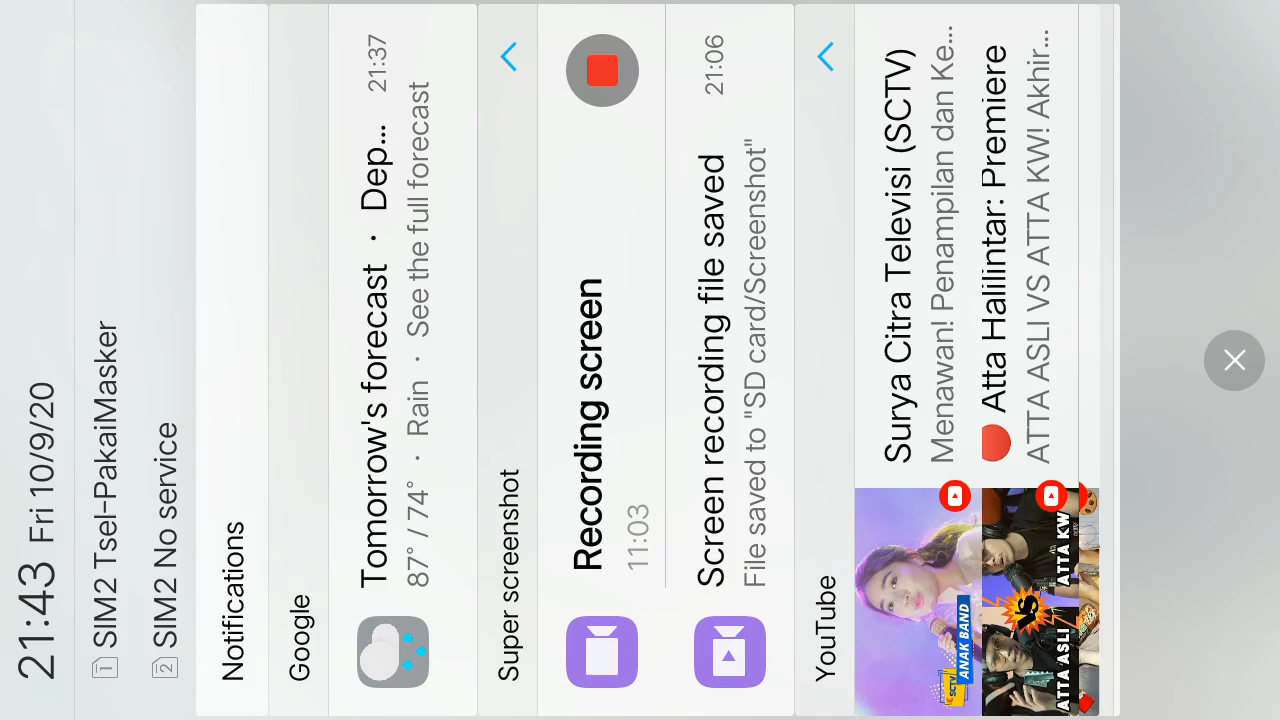 21:43 Fri 10/9/20
1 SIM2 Tsel-PakaiMasker
2 SIM2 No service
Notifications
Google
Tomorrow's forecast · Dep... 21:37
87° / 74° · Rain · See the full forecast
Super screenshot
Recording screen
11:03
Screen recording file saved 21:06
File saved to "SD card/Screenshot"
YouTube
Surya Citra Televisi (SCTV)
Menawan! Penampilan dan Ke...
SCTV
ANAK BAND
Atta Halilintar: Premiere
ATTA ASLI VS ATTA KW! Akhir...
VS
ATTA ASLI ATTA KW